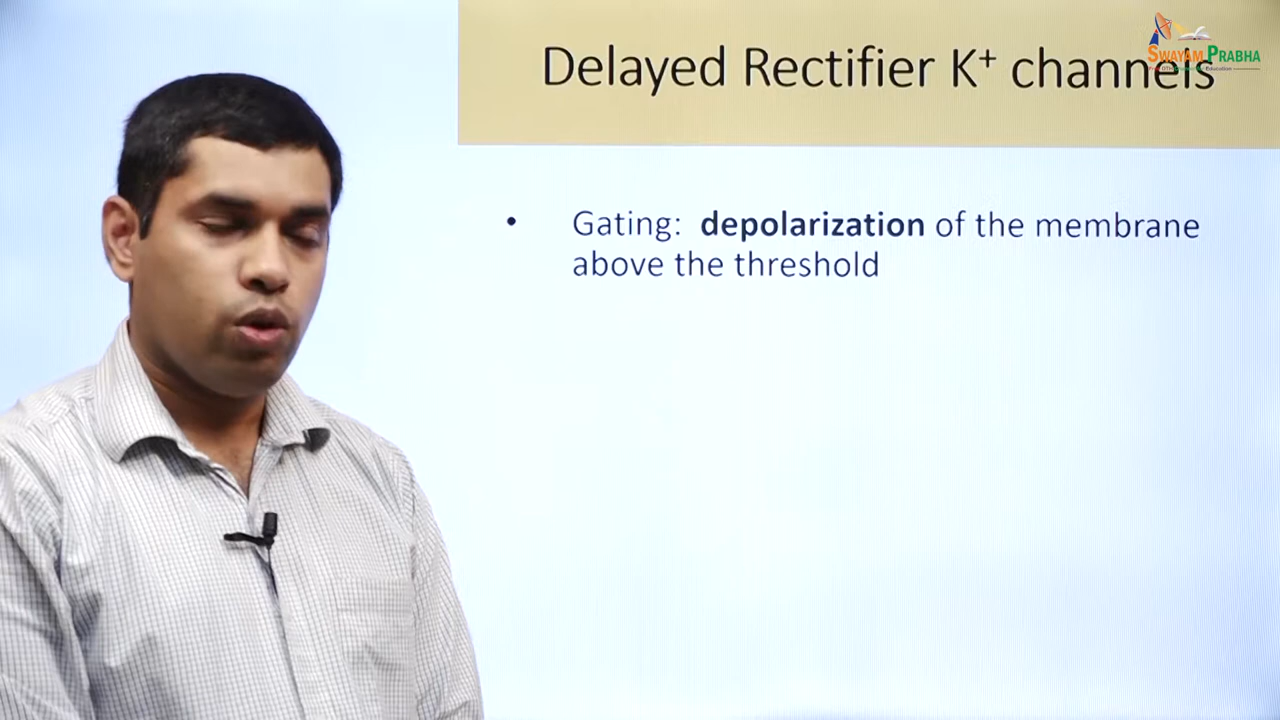 SWAYAM PRABHA
Delayed Rectifier K⁺ channels
• Gating: depolarization of the membrane
above the threshold